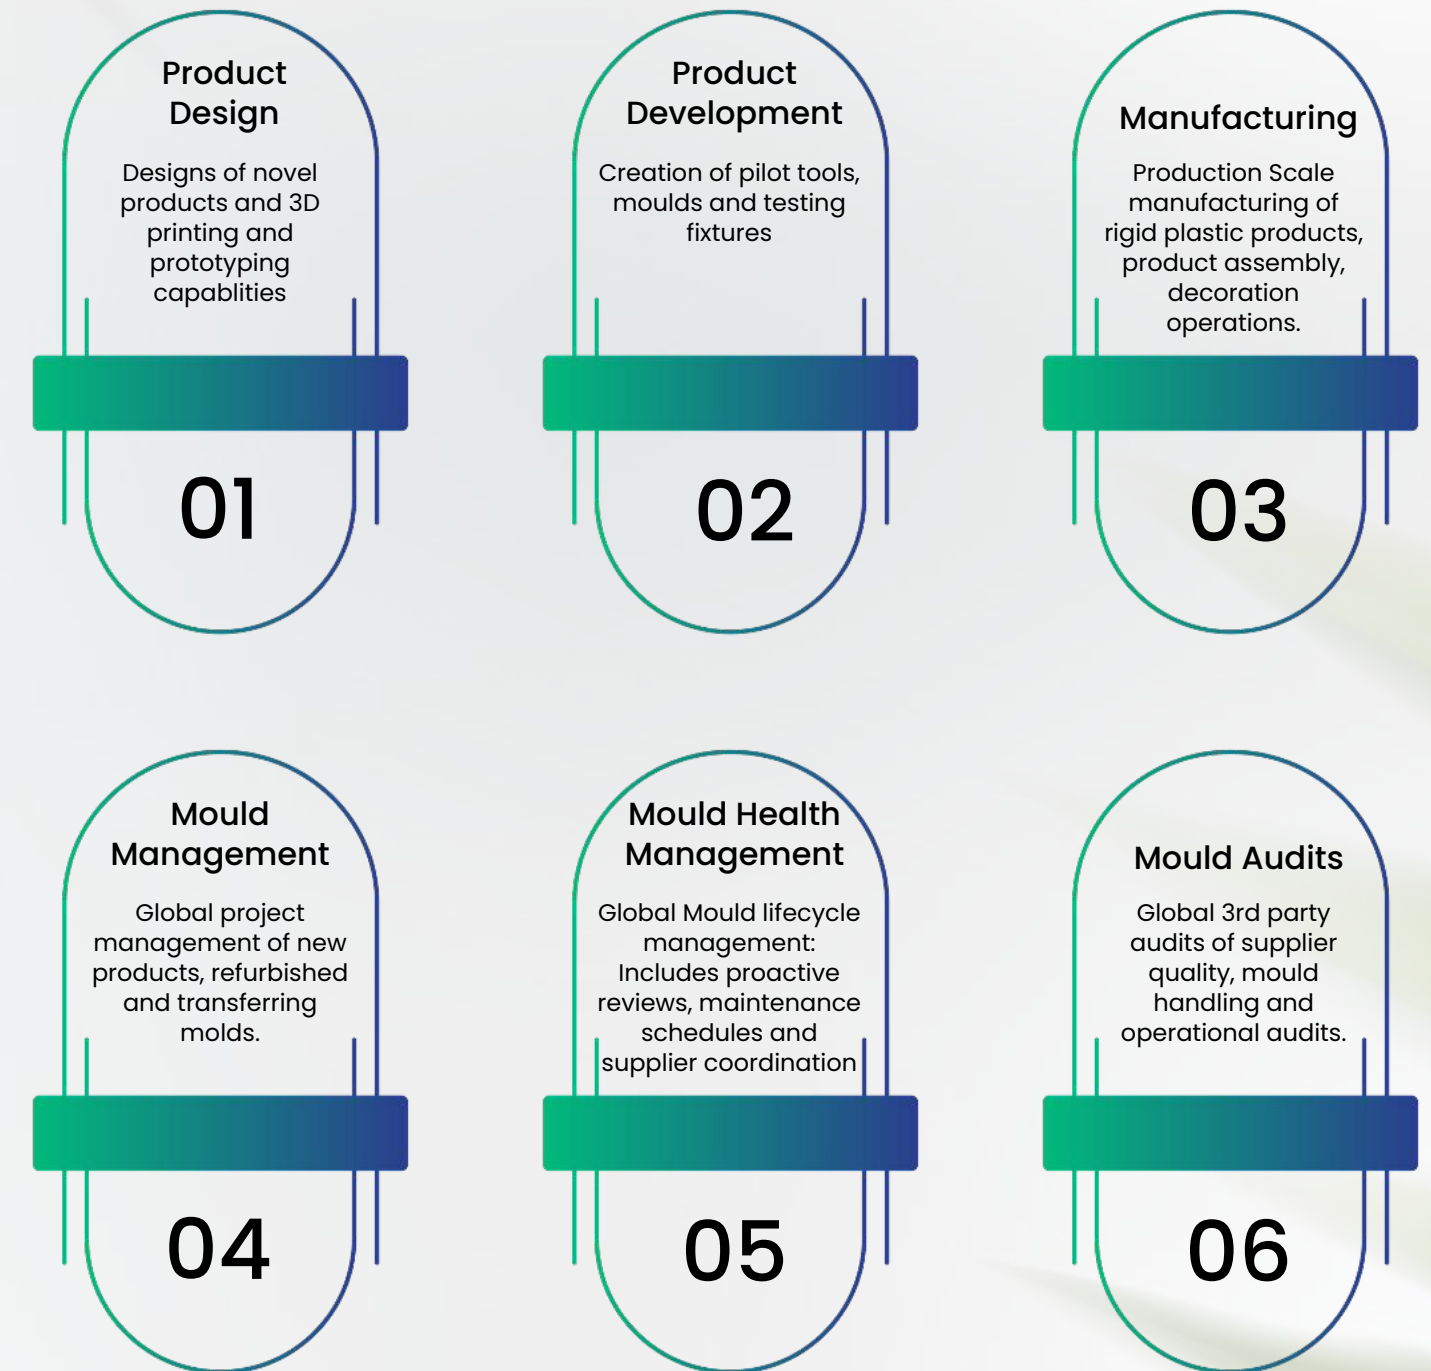 Product
Design
Designs of novel
products and 3D
printing and
prototyping
capablities
01
Product
Development
Creation of pilot tools,
moulds and testing
fixtures
02
Manufacturing
Production Scale
manufacturing of
rigid plastic products,
product assembly,
decoration
operations.
03
Mould
Management
Global project
management of new
products, refurbished
and transferring
molds.
04
Mould Health
Management
Global Mould lifecycle
management:
Includes proactive
reviews, maintenance
schedules and
supplier coordination
05
Mould Audits
Global 3rd party
audits of supplier
quality, mould
handling and
operational audits.
06